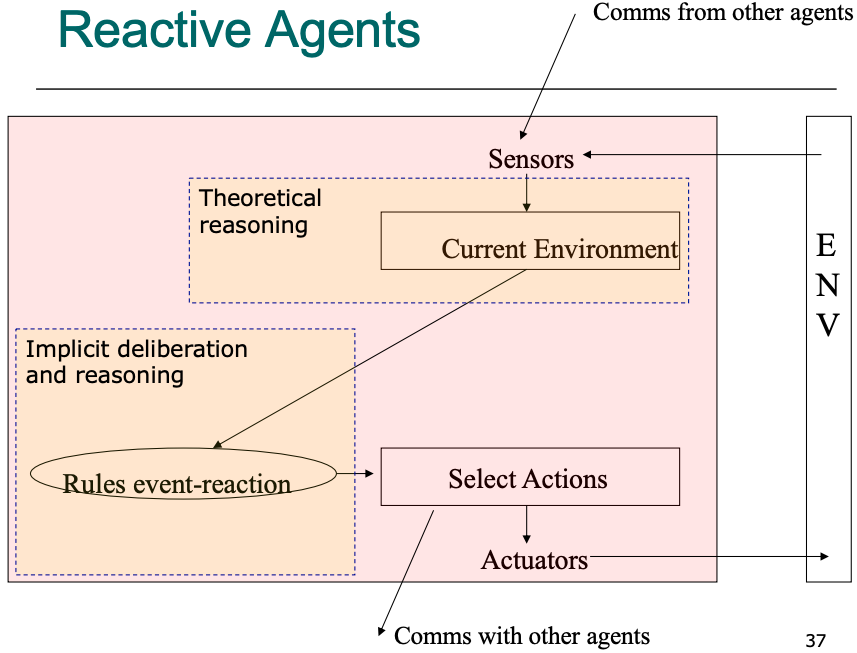 Reactive Agents
Comms from other agents
Sensors
Theoretical
reasoning
Current Environment
E
N
V
Implicit deliberation
and reasoning
Rules event-reaction
Select Actions
Actuators
Comms with other agents
37